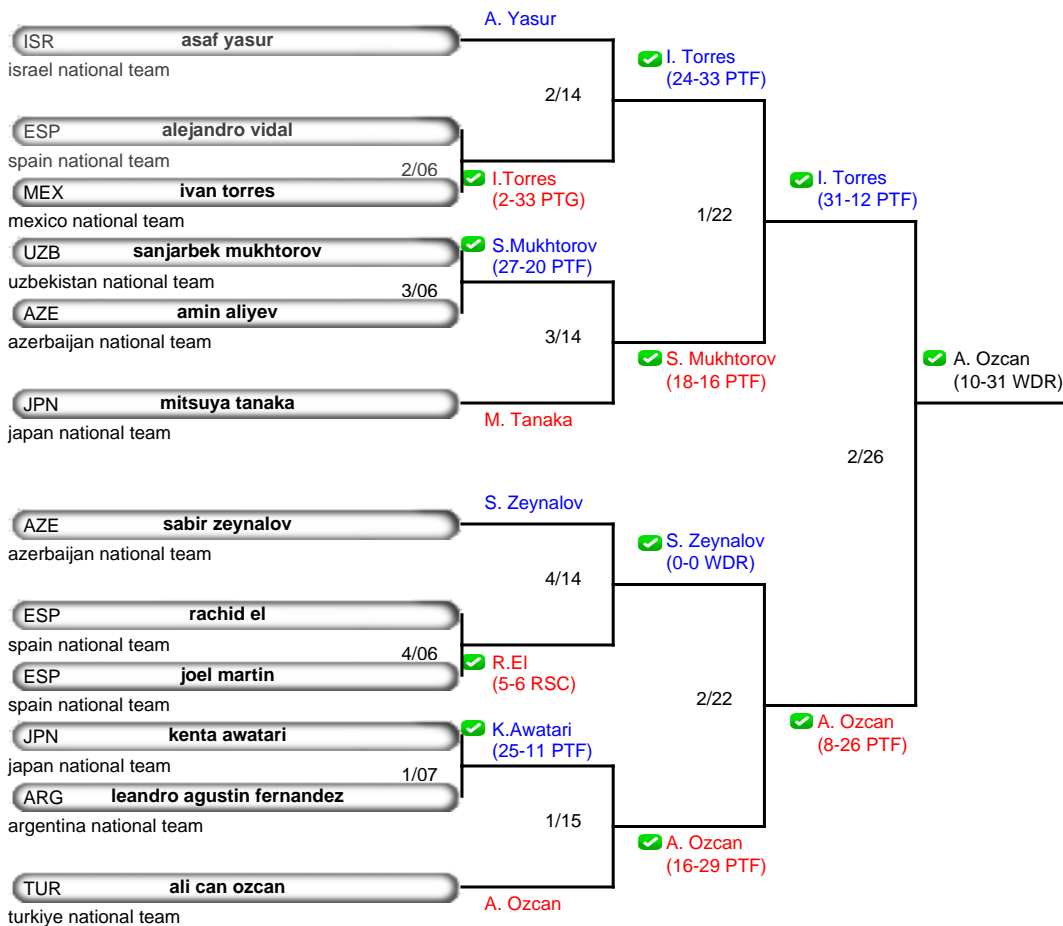 A. Yasur
ISR asaf yasur
israel national team
I. Torres
(24-33 PTF)
2/14
ESP alejandro vidal
spain national team
2/06
MEX ivan torres
mexico national team
I.Torres
(2-33 PTG)
I. Torres
(31-12 PTF)
1/22
UZB sanjarbek mukhtorov
uzbekistan national team
S.Mukhtorov
(27-20 PTF)
3/06
AZE amin aliyev
azerbaijan national team
3/14
S. Mukhtorov
(18-16 PTF)
A. Ozcan
(10-31 WDR)
JPN mitsuya tanaka
japan national team
M. Tanaka
2/26
S. Zeynalov
AZE sabir zeynalov
azerbaijan national team
S. Zeynalov
(0-0 WDR)
4/14
ESP rachid el
spain national team
4/06
ESP joel martin
spain national team
R.El
(5-6 RSC)
2/22
JPN kenta awatari
japan national team
K.Awatari
(25-11 PTF)
A. Ozcan
(8-26 PTF)
1/07
ARG leandro agustin fernandez
argentina national team
1/15
A. Ozcan
(16-29 PTF)
TUR ali can ozcan
turkiye national team
A. Ozcan